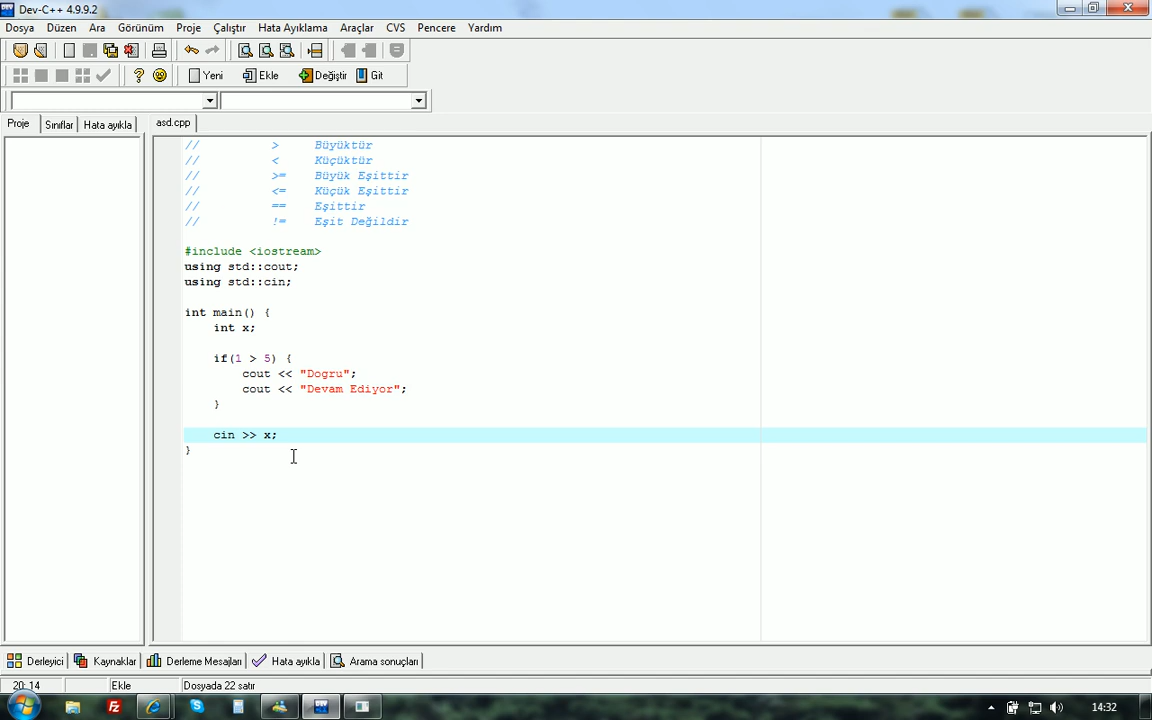 Dev-C++ 4.9.9.2
Dosya Düzen Ara Görünüm Proje Çalıştır Hata Ayıklama Araçlar CVS Pencere Yardım
Yeni Ekle Değiştir Git
Proje Sınıflar Hata ayıkla asd.cpp
// > Büyüktür
// < Küçüktür
// >= Büyük Eşittir
// <= Küçük Eşittir
// == Eşittir
// != Eşit Değildir
#include <iostream>
using std::cout;
using std::cin;
int main() {
int x;
if(1 > 5) {
cout << "Dogru";
cout << "Devam Ediyor";
}
cin >> x;
}
Derleyici Kaynaklar Derleme Mesajları Hata ayıkla Arama sonuçları
20: 14 Ekle Dosyada 22 satır
14:32